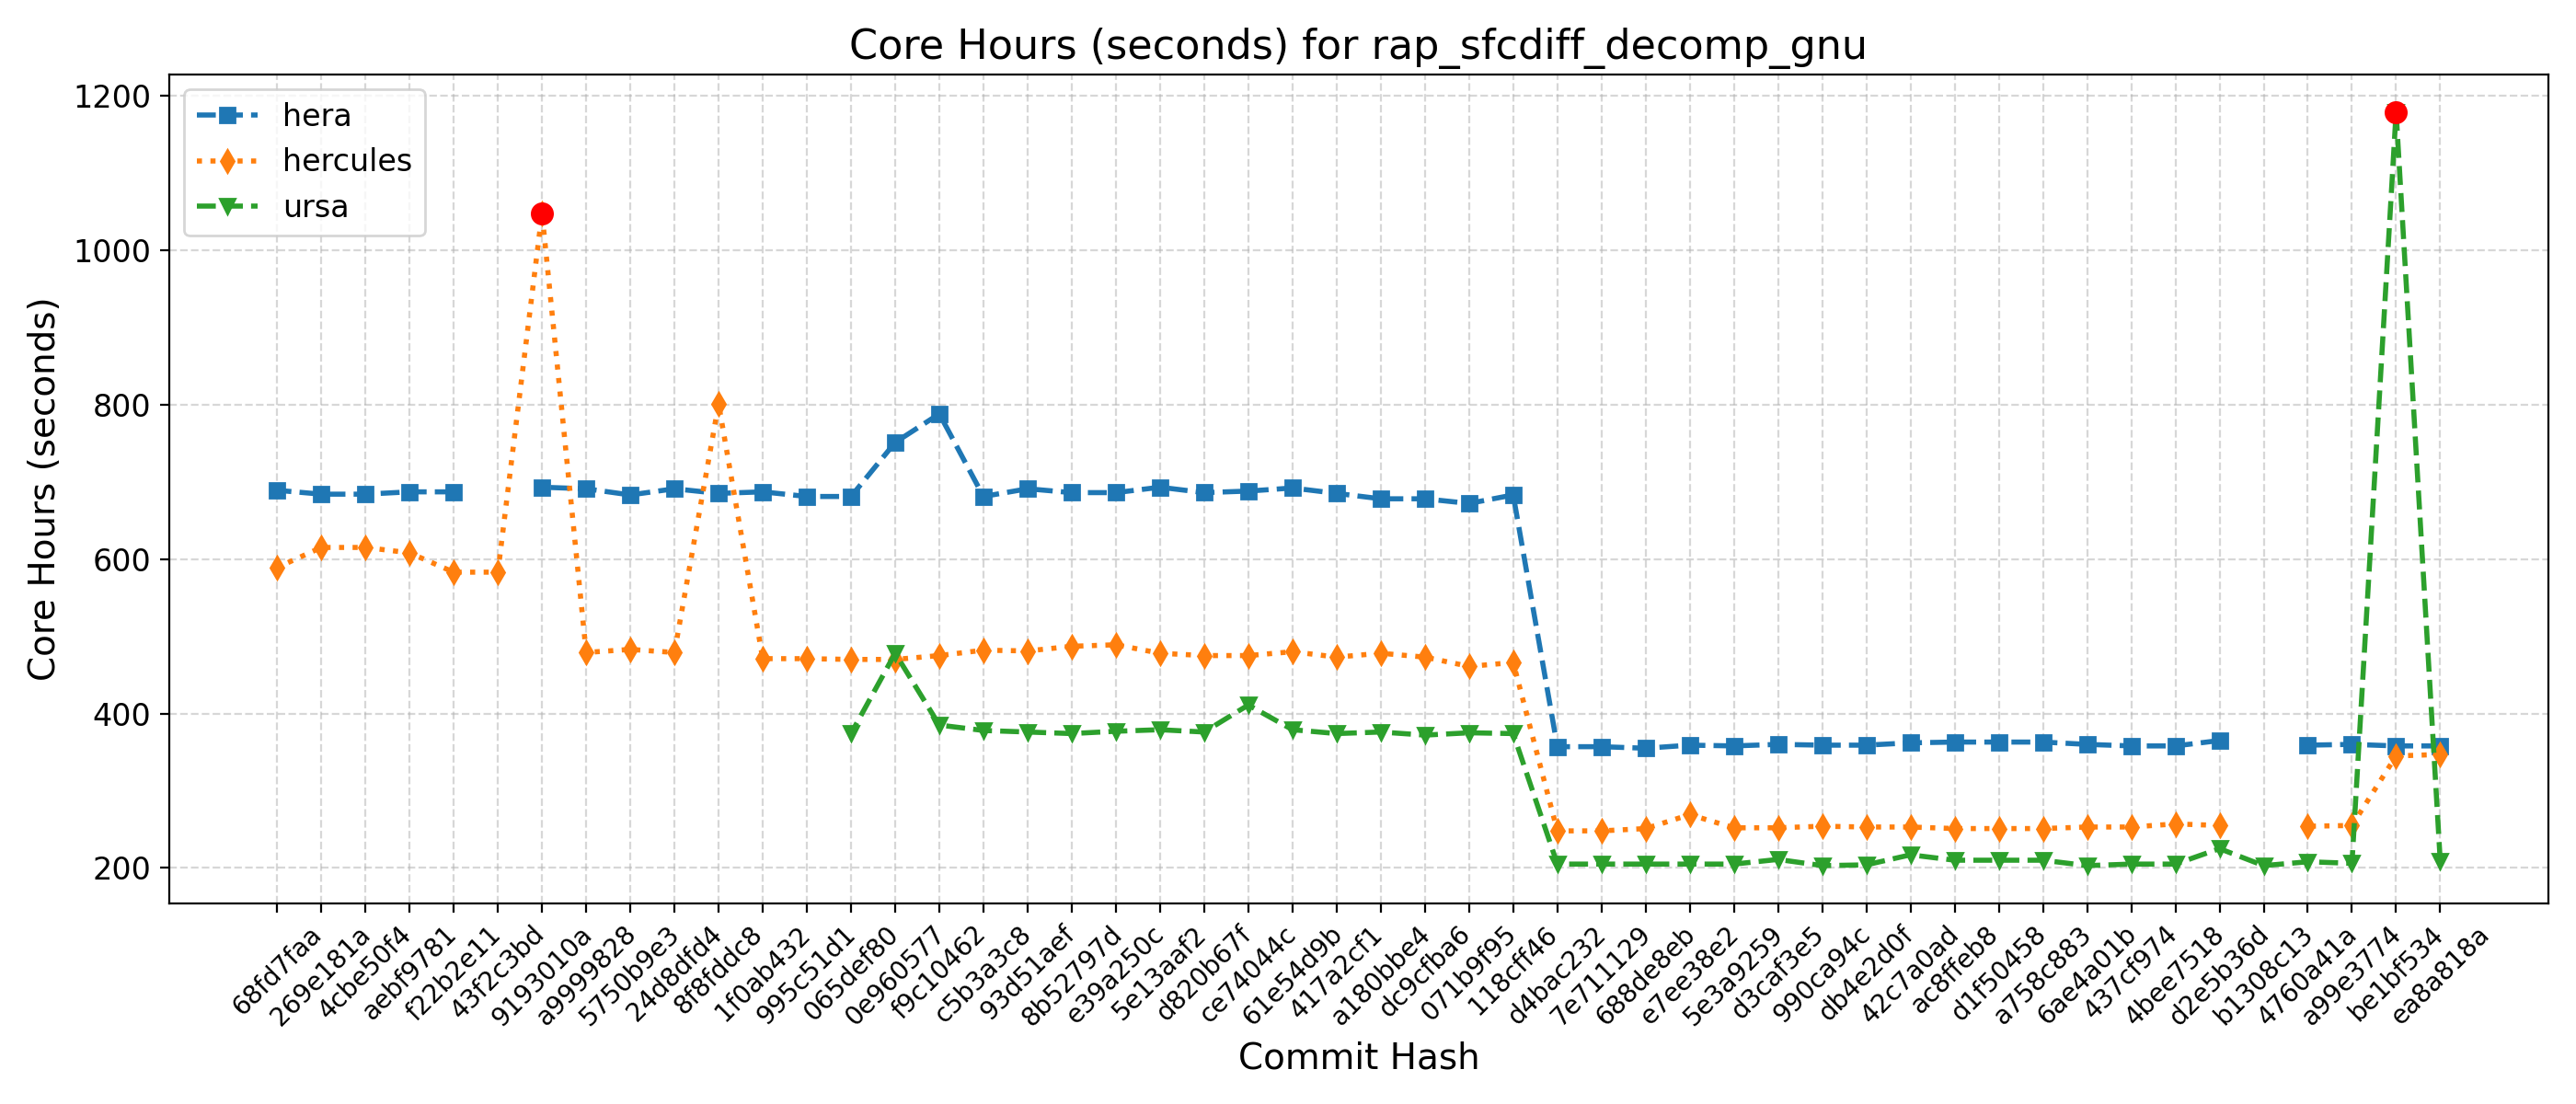 Core Hours (seconds) for rap_sfcdiff_decomp_gnu
hera
hercules
ursa
Core Hours (seconds)
1200
1000
800
600
400
200
68fd7faa
269e181a
4cbe50f4
aebf9781
f22b2e11
43f2c3bd
9193010a
a9999828
5750b9e3
24d8dfd4
8f8fddc8
1f0ab432
995c51d1
065def80
0e960577
f9c10462
c5b3a3c8
93d51aef
8b52797d
e39a250c
5e13aaf2
d820b67f
ce74044c
61e54d9b
417a2cf1
a180bbe4
dc9cfba6
071b9f95
118cff46
d4bac232
7e711129
688de8eb
e7ee38e2
5e3a9259
d3caf3e5
990ca94c
db4e2d0f
42c7a0ad
ac8ffeb8
d1f50458
a758c883
6ae4a01b
437cf974
4bee7518
d2e5b36d
b1308c13
4760a41a
a99e3774
be1bf534
ea8a818a
Commit Hash